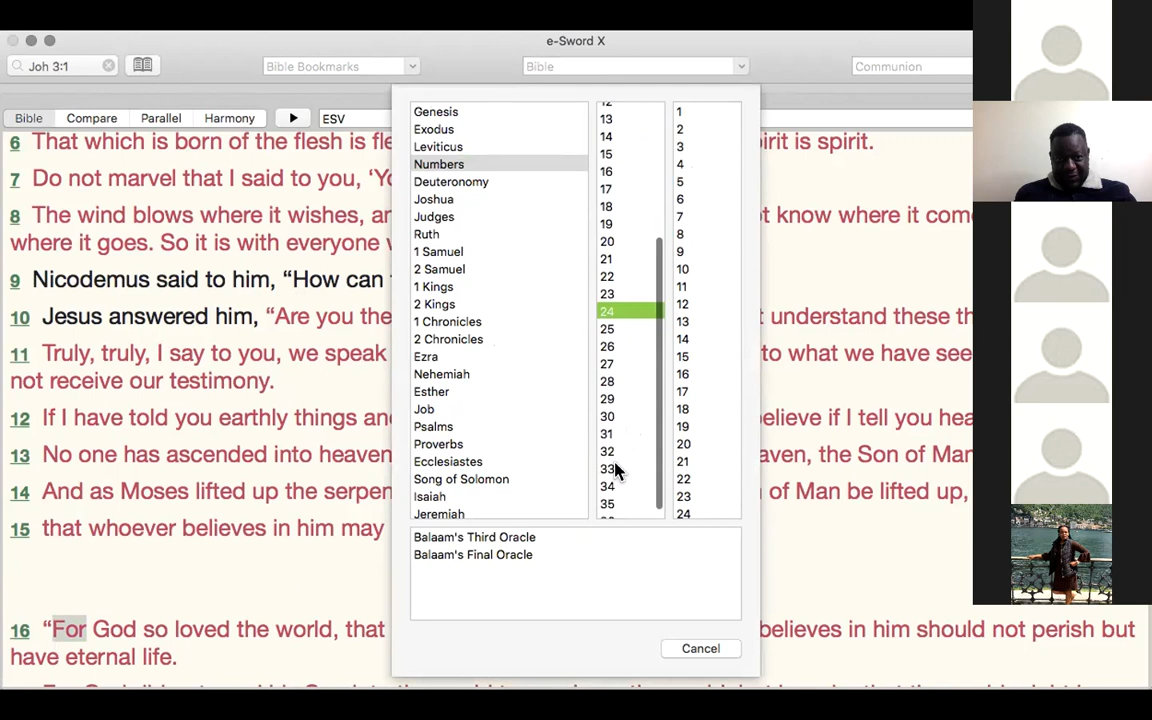 e-Sword X
Joh 3:1
Bible Bookmarks
Bible
Communion
Bible
Compare
Parallel
Harmony
ESV
6 That which is born of the flesh is fle
irit is spirit.
7 Do not marvel that I said to you, ‘Yo
8 The wind blows where it wishes, an
t know where it com
where it goes. So it is with everyone w
9 Nicodemus said to him, “How can
10 Jesus answered him, “Are you the
t understand these th
11 Truly, truly, I say to you, we speak
to what we have see
not receive our testimony.
12 If I have told you earthly things an
elieve if I tell you hea
13 No one has ascended into heaven
aven, the Son of Man
14 And as Moses lifted up the serpen
n of Man be lifted up,
15 that whoever believes in him may
16 “For God so loved the world, that
believes in him should not perish but
have eternal life.
Genesis
Exodus
Leviticus
Numbers
Deuteronomy
Joshua
Judges
Ruth
1 Samuel
2 Samuel
1 Kings
2 Kings
1 Chronicles
2 Chronicles
Ezra
Nehemiah
Esther
Job
Psalms
Proverbs
Ecclesiastes
Song of Solomon
Isaiah
Jeremiah
12
13
14
15
16
17
18
19
20
21
22
23
24
25
26
27
28
29
30
31
32
33
34
35
1
2
3
4
5
6
7
8
9
10
11
12
13
14
15
16
17
18
19
20
21
22
23
24
Balaam's Third Oracle
Balaam's Final Oracle
Cancel